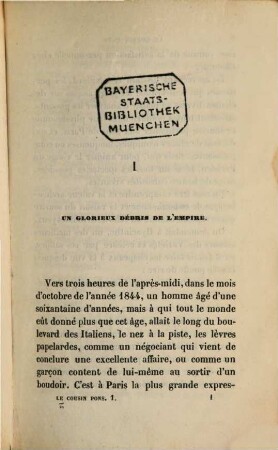 BAYERISCHE
STAATS-
BIBLIOTHEK
MUENCHEN
I
UN GLORIEUX DÉBRIS DE L'EMPIRE.
Vers trois heures de l'après-midi, dans le mois
d'octobre de l'année 1844, un homme âgé d'une
soixantaine d'années, mais à qui tout le monde
eût donné plus que cet âge, allait le long du bou-
levard des Italiens, le nez à la piste, les lèvres
papelardes, comme un négociant qui vient de
conclure une excellente affaire, ou comme un
garçon content de lui-même au sortir d'un
boudoir. C'est à Paris la plus grande expres-
LE COUSIN PONS, 1. 1